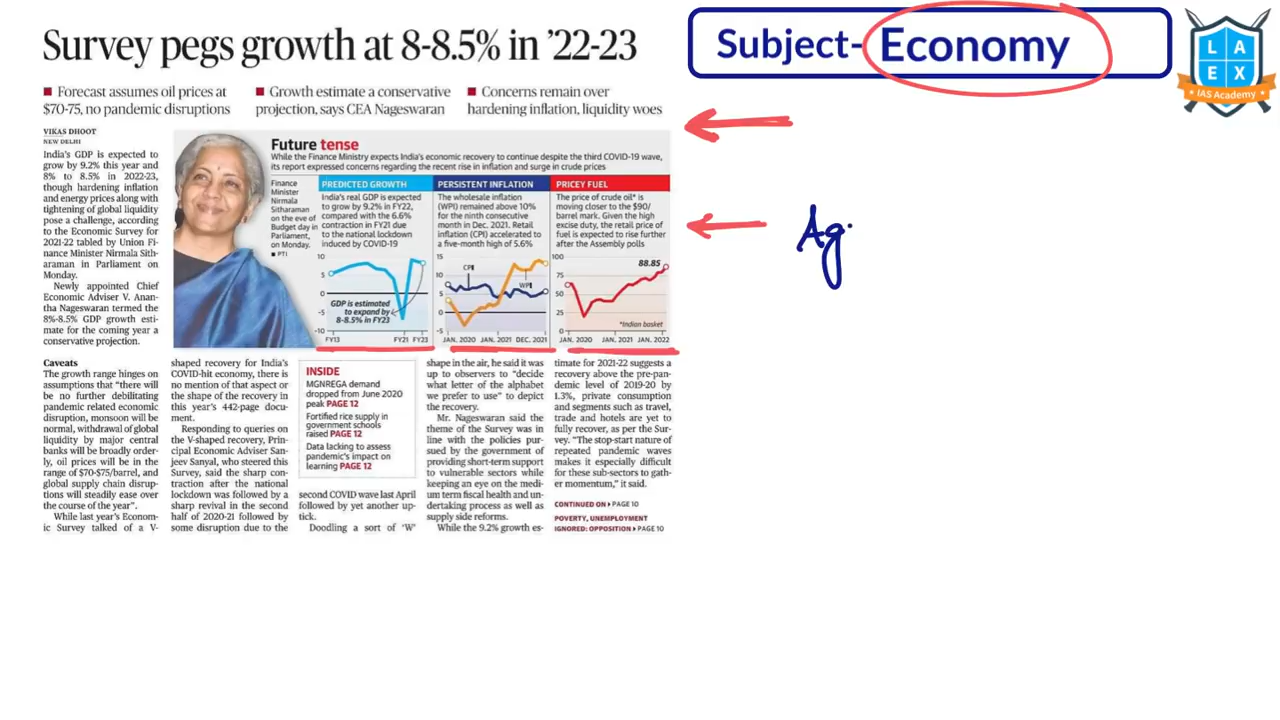 Survey pegs growth at 8-8.5% in ’22-23
■ Forecast assumes oil prices at
$70-75, no pandemic disruptions
■ Growth estimate a conservative
projection, says CEA Nageswaran
■ Concerns remain over
hardening inflation, liquidity woes
VIKAS DHOOT
NEW DELHI
India's GDP is expected to
grow by 9.2% this year and
8% to 8.5% in 2022-23,
though hardening inflation
and energy prices along with
tightening of global liquidity
pose a challenge, according
to the Economic Survey for
2021-22 tabled by Union Fi-
nance Minister Nirmala Sith-
araman in Parliament on
Monday.
Newly appointed Chief
Economic Adviser V. Anan-
tha Nageswaran termed the
8%-8.5% GDP growth esti-
mate for the coming year a
conservative projection.
Future tense
While the Finance Ministry expects India's economic recovery to continue despite the third COVID-19 wave,
its report expressed concerns regarding the recent rise in inflation and surge in crude prices
Finance
Minister
Nirmala
Sitharaman
on the eve of
Budget day in
Parliament,
on Monday.
■ PTI
PREDICTED GROWTH
India's real GDP is expected
to grow by 9.2% in FY22,
compared with the 6.6%
contraction in FY21 due
to the national lockdown
induced by COVID-19
10
5
0
-5
-10
GDP is estimated
to expand by
8-8.5% in FY23
FY13
FY21
FY23
PERSISTENT INFLATION
The wholesale inflation
(WPI) remained above 10%
for the ninth consecutive
month in Dec. 2021. Retail
inflation (CPI) accelerated to
a five-month high of 5.6%
15
10
5
0
-5
CPI
WPI
JAN. 2020
JAN. 2021
DEC. 2021
PRICEY FUEL
The price of crude oil* is
moving closer to the $90/
barrel mark. Given the high
excise duty, the retail price of
fuel is expected to rise further
after the Assembly polls
100
75
50
25
0
88.85
*Indian basket
JAN. 2020
JAN. 2021
JAN. 2022
Caveats
The growth range hinges on
assumptions that "there will
be no further debilitating
pandemic related economic
disruption, monsoon will be
normal, withdrawal of global
liquidity by major central
banks will be broadly order-
ly, oil prices will be in the
range of $70-$75/barrel, and
global supply chain disrup-
tions will steadily ease over
the course of the year".
While last year's Econom-
ic Survey talked of a V-
shaped recovery for India's
COVID-hit economy, there is
no mention of that aspect or
the shape of the recovery in
this year's 442-page docu-
ment.
Responding to queries on
the V-shaped recovery, Prin-
cipal Economic Adviser San-
jeev Sanyal, who steered this
Survey, said the sharp con-
traction after the national
lockdown was followed by a
sharp revival in the second
half of 2020-21 followed by
some disruption due to the
INSIDE
MGNREGA demand
dropped from June 2020
peak PAGE 12
Fortified rice supply in
government schools
raised PAGE 12
Data lacking to assess
pandemic's impact on
learning PAGE 12
second COVID wave last April
followed by yet another up-
tick.
Doodling a sort of 'W'
shape in the air, he said it was
up to observers to "decide
what letter of the alphabet
we prefer to use" to depict
the recovery.
Mr. Nageswaran said the
theme of the Survey was in
line with the policies pur-
sued by the government of
providing short-term support
to vulnerable sectors while
keeping an eye on the medi-
um term fiscal health and un-
dertaking process as well as
supply side reforms.
While the 9.2% growth es-
timate for 2021-22 suggests a
recovery above the pre-pan-
demic level of 2019-20 by
1.3%, private consumption
and segments such as travel,
trade and hotels are yet to
fully recover, as per the Sur-
vey. "The stop-start nature of
repeated pandemic waves
makes it especially difficult
for these sub-sectors to gath-
er momentum," it said.
CONTINUED ON ▸ PAGE 10
POVERTY, UNEMPLOYMENT
IGNORED: OPPOSITION ▸ PAGE 10
Subject- Economy
L A
E X
IAS Academy
Ag